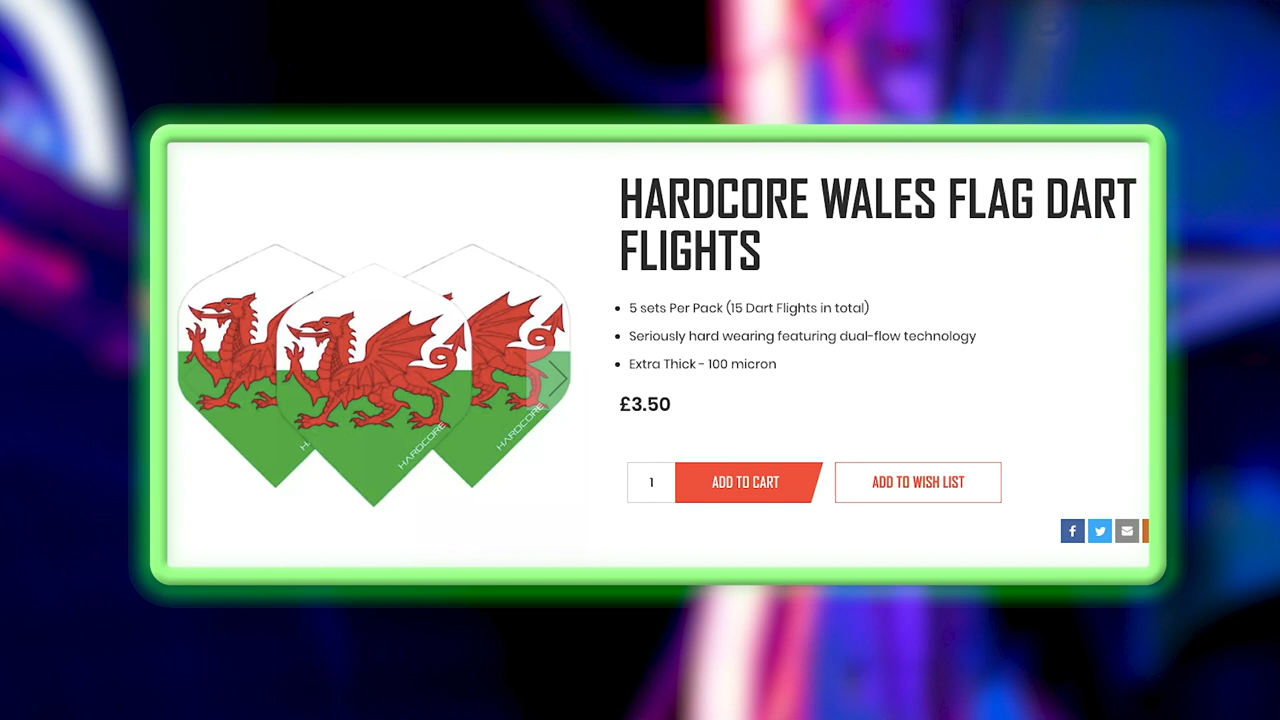 HARDCORE WALES FLAG DART
FLIGHTS
5 sets Per Pack (15 Dart Flights in total)
Seriously hard wearing featuring dual-flow technology
Extra Thick - 100 micron
£3.50
1
ADD TO CART
ADD TO WISH LIST
H
HARDCORE
HARDCORE